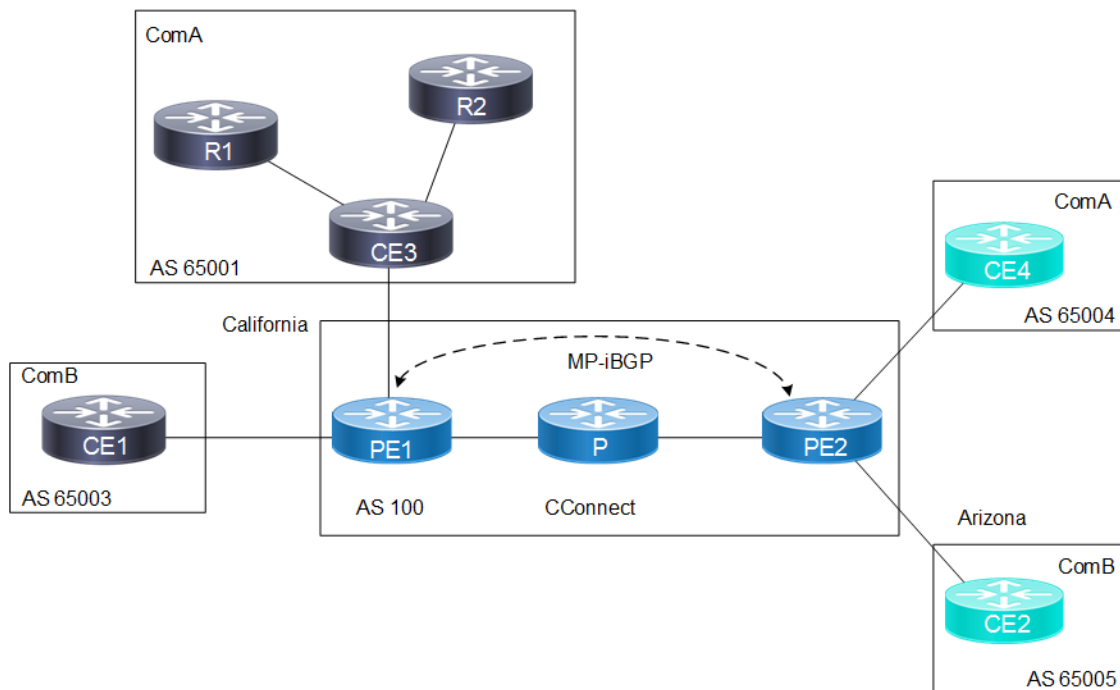 ComA
R2
R1
CE3
AS 65001
ComA
CE4
AS 65004
California
MP-iBGP
ComB
CE1
AS 65003
PE1
P
PE2
AS 100
CConnect
Arizona
ComB
CE2
AS 65005